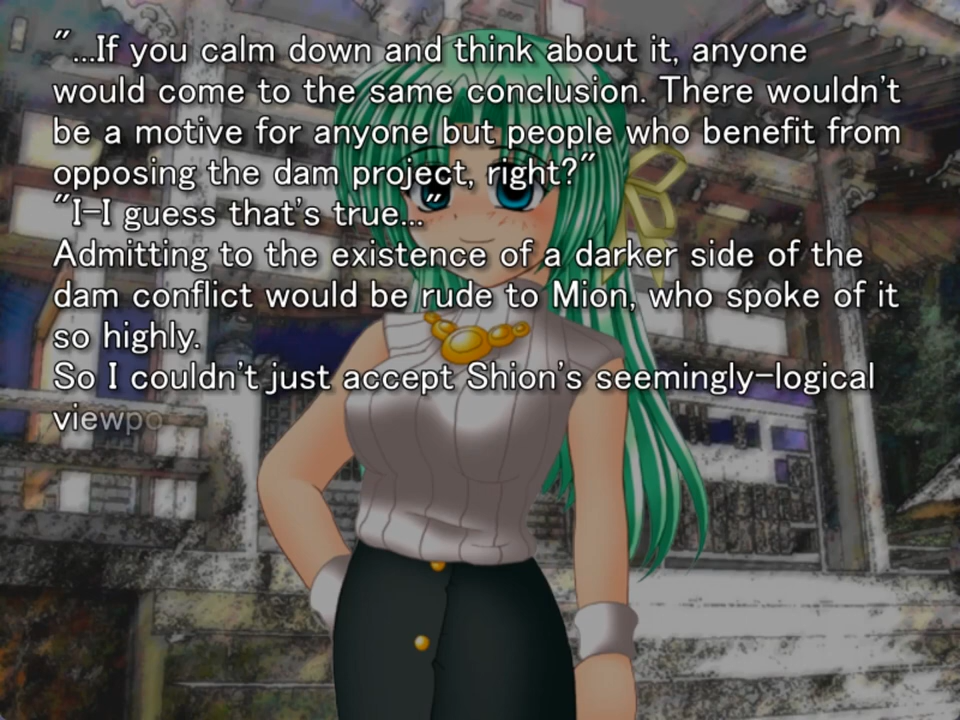 "...If you calm down and think about it, anyone
would come to the same conclusion. There wouldn't
be a motive for anyone but people who benefit from
opposing the dam project, right?"
"I-I guess that's true..."
Admitting to the existence of a darker side of the
dam conflict would be rude to Mion, who spoke of it
so highly.
So I couldn't just accept Shion's seemingly-logical
viewpo